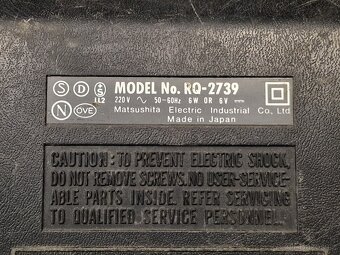 S D S
MODEL No. RQ-2739
220V ~ 50-60Hz 6W OR 6V ⎓
N ÖVE
Matsushita Electric Industrial Co., Ltd
Made in Japan
CAUTION: TO PREVENT ELECTRIC SHOCK,
DO NOT REMOVE SCREWS. NO USER-SERVICE-
ABLE PARTS INSIDE. REFER SERVICING
TO QUALIFIED SERVICE PERSONNEL.